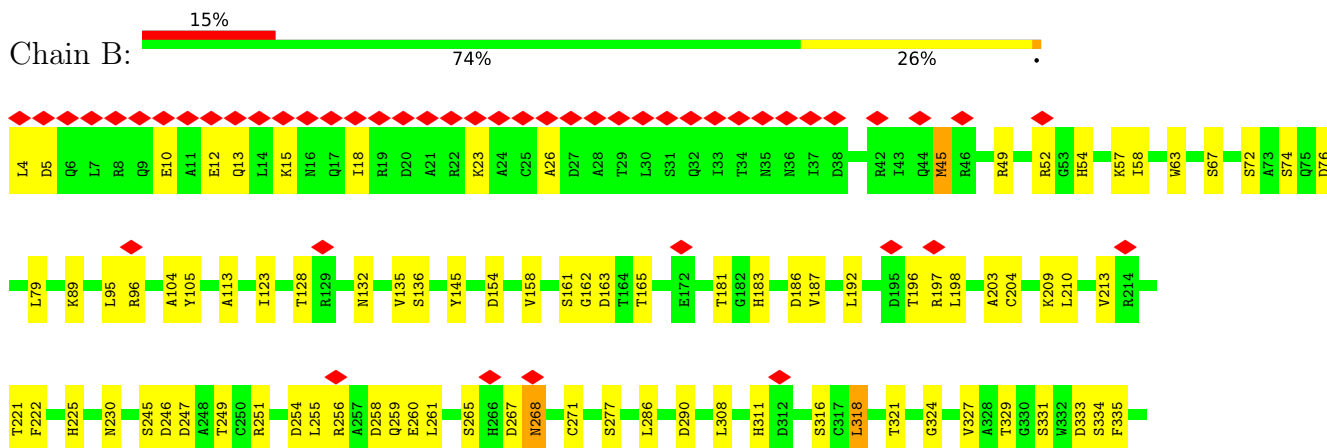 15%
Chain B:
74% 26% .
L4 D5 Q6 L7 R8 Q9 E10 A11 E12 Q13 L14 K15 N16 Q17 I18 R19 D20 A21 R22 K23 A24 C25 A26 D27 A28 T29 L30 S31 Q32 I33 T34 N35 N36 I37 D38 R42 I43 Q44 M45 R46 R49 R52 G53 H54 K57 I58 W63 S67 S72 A73 S74 Q75 D76
L79 K89 L95 R96 A104 Y105 A113 I123 T128 R129 N132 V135 S136 Y145 D154 V158 S161 G162 D163 T164 T165 E172 T181 G182 H183 D186 V187 L192 D195 T196 R197 L198 A203 C204 K209 L210 V213 R214
T221 F222 H225 N230 S245 D246 D247 A248 T249 C250 R251 D254 L255 R256 A257 D258 Q259 E260 L261 S265 H266 D267 N268 C271 S277 L286 D290 L308 H311 D312 S316 C317 L318 T321 G324 V327 A328 T329 G330 S331 W332 D333 S334 F335